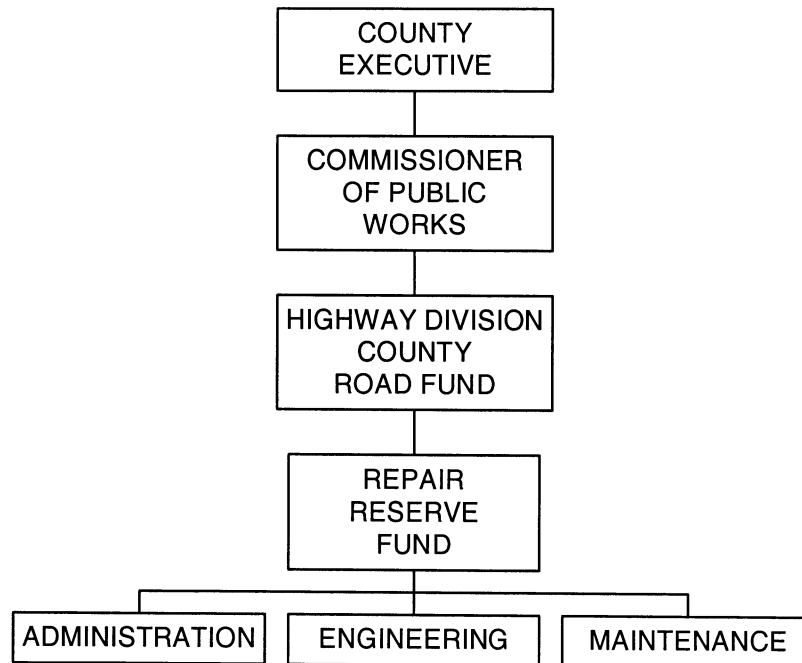 COUNTY
EXECUTIVE
COMMISSIONER
OF PUBLIC
WORKS
HIGHWAY DIVISION
COUNTY
ROAD FUND
REPAIR
RESERVE
FUND
ADMINISTRATION
ENGINEERING
MAINTENANCE